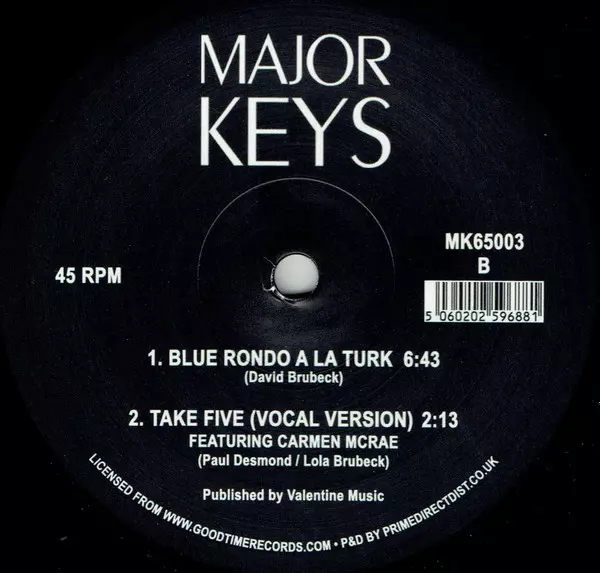 MAJOR
KEYS
45 RPM
MK65003
B
5 060202 596881
1. BLUE RONDO A LA TURK 6:43
(David Brubeck)
2. TAKE FIVE (VOCAL VERSION) 2:13
FEATURING CARMEN MCRAE
(Paul Desmond / Lola Brubeck)
Published by Valentine Music
LICENSED FROM WWW.GOODTIMERECORDS.COM • P&D BY PRIMEDIRECTDIST.CO.UK